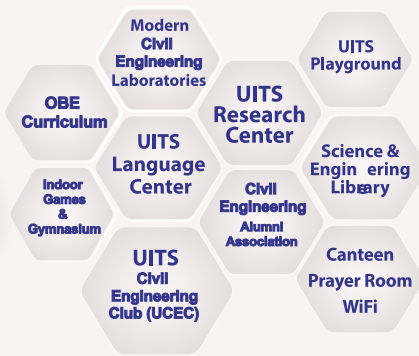 Modern
Civil
Engineering
Laboratories
UITS
Playground
OBE
Curriculum
UITS
Research
Center
UITS
Language
Center
Science &
Engin ering
Library
Indoor
Games
&
Gymnasium
Civil
Engineering
Alumni
Association
UITS
Civil
Engineering
Club (UCEC)
Canteen
Prayer Room
WiFi